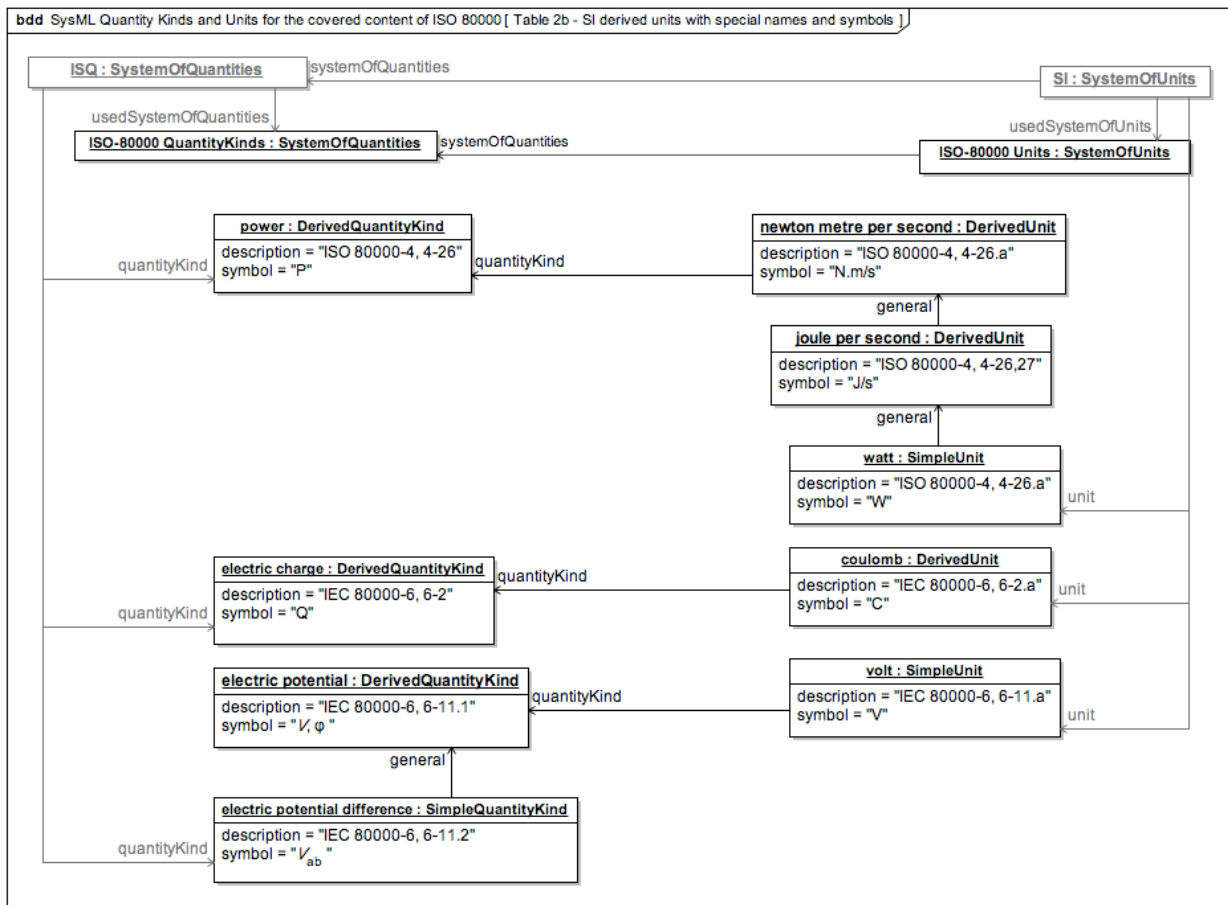 bdd SysML Quantity Kinds and Units for the covered content of ISO 80000 [ Table 2b - SI derived units with special names and symbols ]
ISQ : SystemOfQuantities
systemOfQuantities
SI : SystemOfUnits
usedSystemOfQuantities
usedSystemOfUnits
ISO-80000 QuantityKinds : SystemOfQuantities
systemOfQuantities
ISO-80000 Units : SystemOfUnits
power : DerivedQuantityKind
description = "ISO 80000-4, 4-26"
symbol = "P"
quantityKind
quantityKind
newton metre per second : DerivedUnit
description = "ISO 80000-4, 4-26.a"
symbol = "N.m/s"
general
joule per second : DerivedUnit
description = "ISO 80000-4, 4-26,27"
symbol = "J/s"
general
watt : SimpleUnit
description = "ISO 80000-4, 4-26.a"
symbol = "W"
unit
electric charge : DerivedQuantityKind
description = "IEC 80000-6, 6-2"
symbol = "Q"
quantityKind
quantityKind
coulomb : DerivedUnit
description = "IEC 80000-6, 6-2.a"
symbol = "C"
unit
electric potential : DerivedQuantityKind
description = "IEC 80000-6, 6-11.1"
symbol = "V, φ "
quantityKind
volt : SimpleUnit
description = "IEC 80000-6, 6-11.a"
symbol = "V"
unit
general
electric potential difference : SimpleQuantityKind
description = "IEC 80000-6, 6-11.2"
symbol = "Vab "
quantityKind